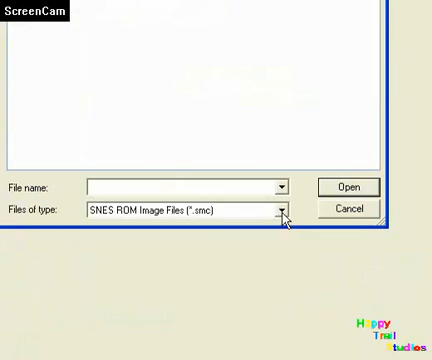 ScreenCam
File name:
Open
Files of type:
SNES ROM Image Files (*.smc)
Cancel
Happy
Trail
Studios